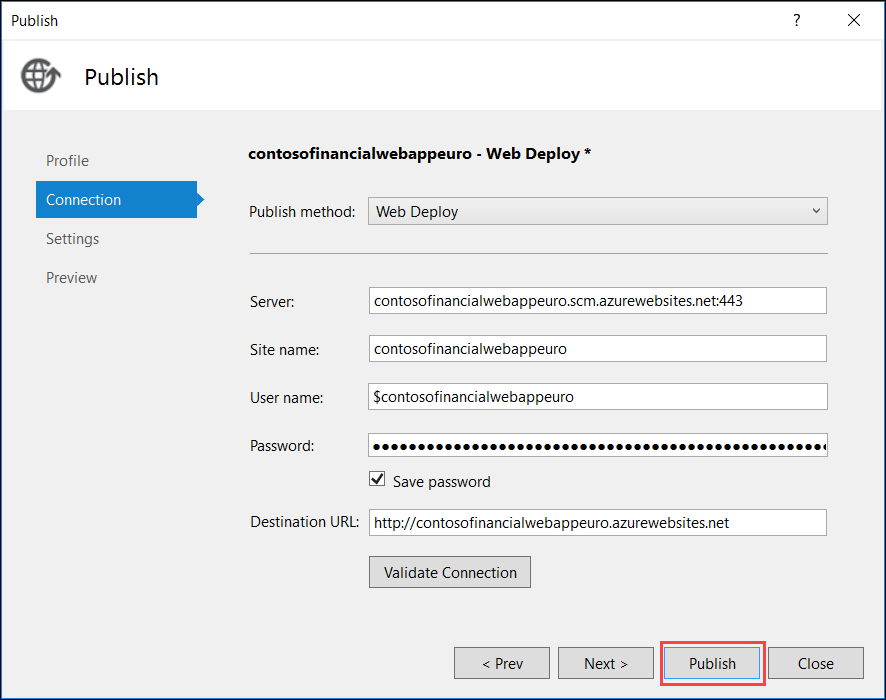 Publish ?
Publish
Profile
Connection
Settings
Preview
contosofinancialwebappeuro - Web Deploy *
Publish method: Web Deploy
Server: contosofinancialwebappeuro.scm.azurewebsites.net:443
Site name: contosofinancialwebappeuro
User name: $contosofinancialwebappeuro
Password:
Save password
Destination URL: http://contosofinancialwebappeuro.azurewebsites.net
Validate Connection
< Prev Next > Publish Close